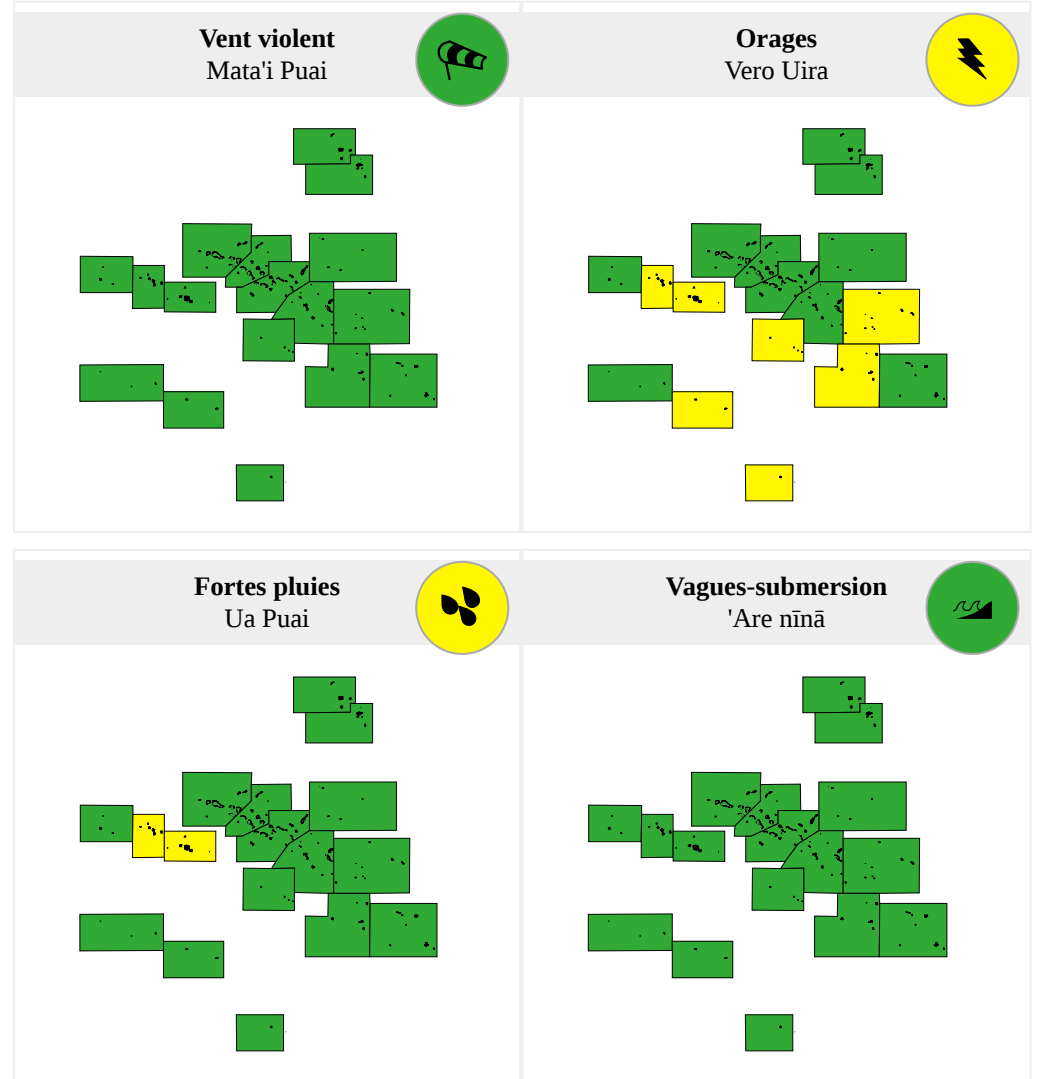 Vent violent
Mata'i Puai
Orages
Vero Uira
Fortes pluies
Ua Puai
Vagues-submersion
'Are nīnā